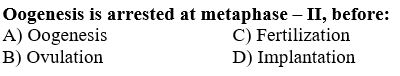 Oogenesis is arrested at metaphase – II, before:
A) Oogenesis C) Fertilization
B) Ovulation D) Implantation